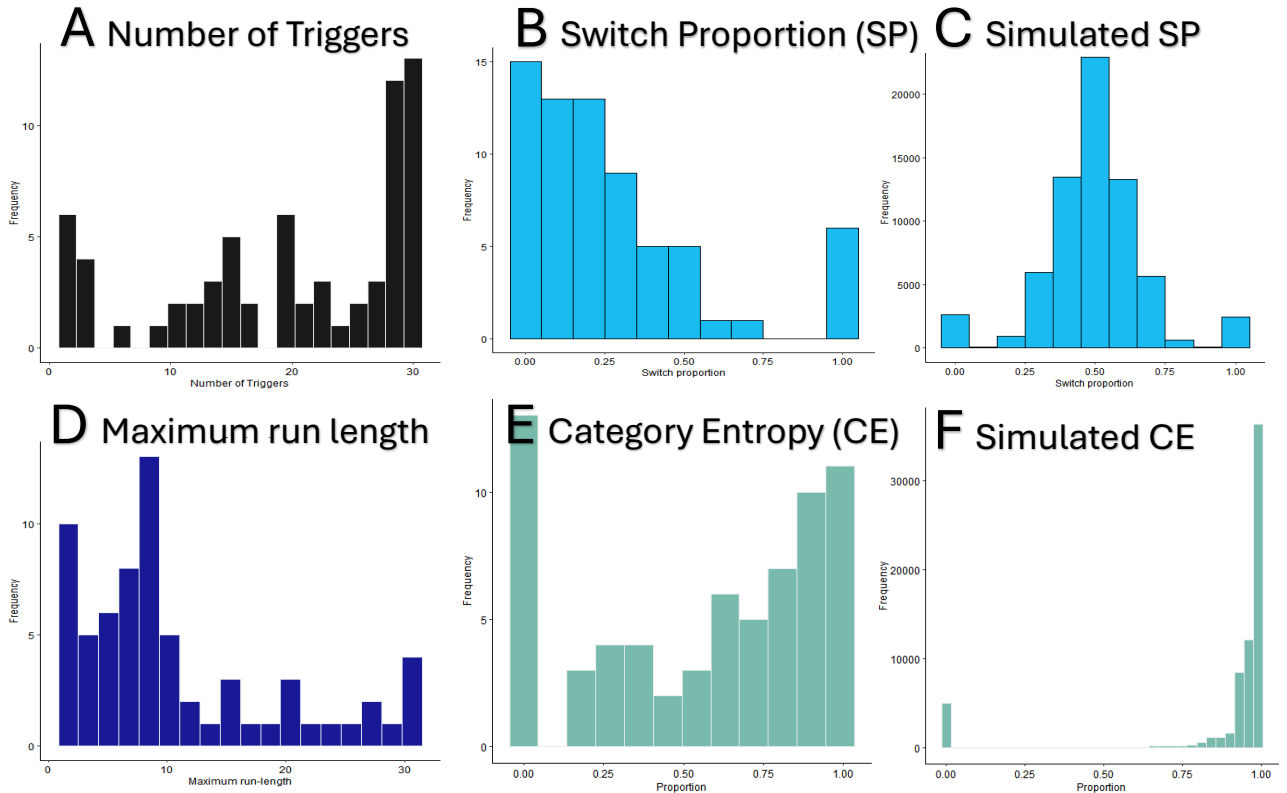 A Number of Triggers
Frequency
10
5
0
0 10 20 30
Number of Triggers
B Switch Proportion (SP)
Frequency
15
10
5
0
0.00 0.25 0.50 0.75 1.00
Switch proportion
C Simulated SP
Frequency
20000
15000
10000
5000
0
0.00 0.25 0.50 0.75 1.00
Switch proportion
D Maximum run length
Frequency
10
5
0
0 10 20 30
Maximum run-length
E Category Entropy (CE)
Frequency
10
5
0
0.00 0.25 0.50 0.75 1.00
Proportion
F Simulated CE
Frequency
30000
20000
10000
0
0.00 0.25 0.50 0.75 1.00
Proportion